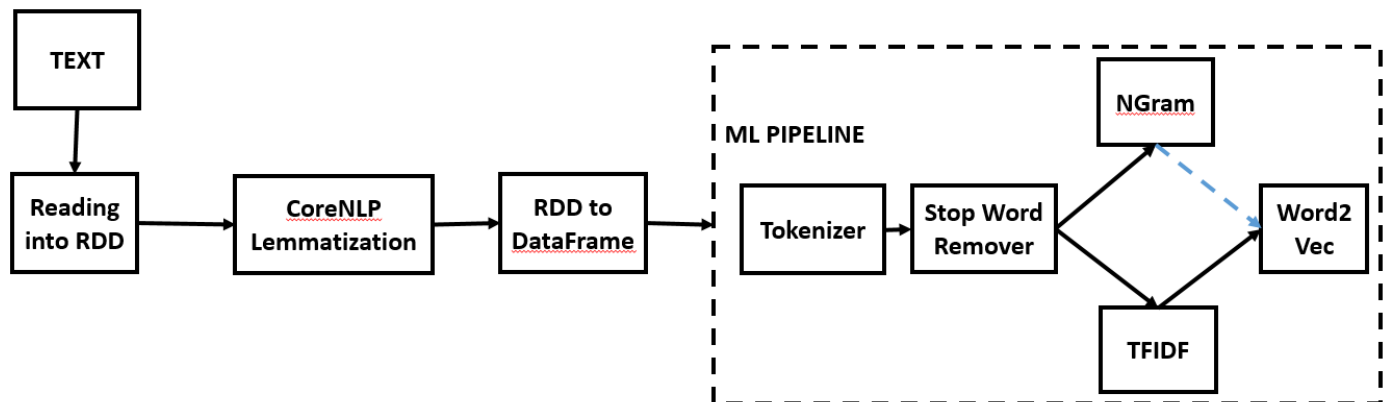 TEXT
Reading
into RDD
CoreNLP
Lemmatization
RDD to
DataFrame
ML PIPELINE
Tokenizer
Stop Word
Remover
NGram
TFIDF
Word2
Vec